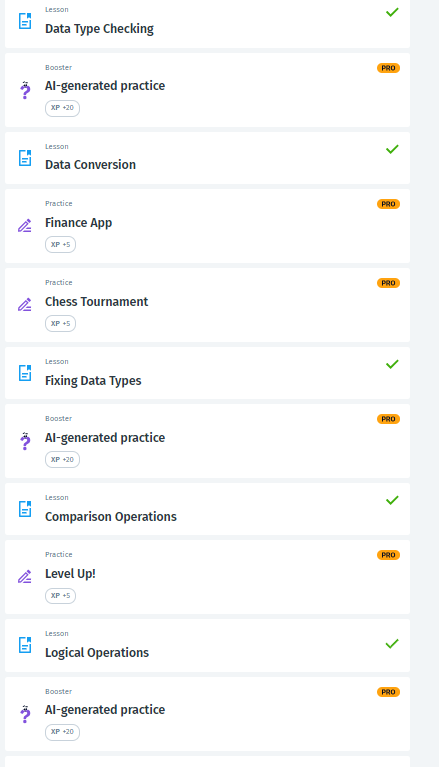 Lesson
Data Type Checking
Booster
PRO
AI-generated practice
XP +20
Lesson
Data Conversion
Practice
PRO
Finance App
XP +5
Practice
PRO
Chess Tournament
XP +5
Lesson
Fixing Data Types
Booster
PRO
AI-generated practice
XP +20
Lesson
Comparison Operations
Practice
PRO
Level Up!
XP +5
Lesson
Logical Operations
Booster
PRO
AI-generated practice
XP +20